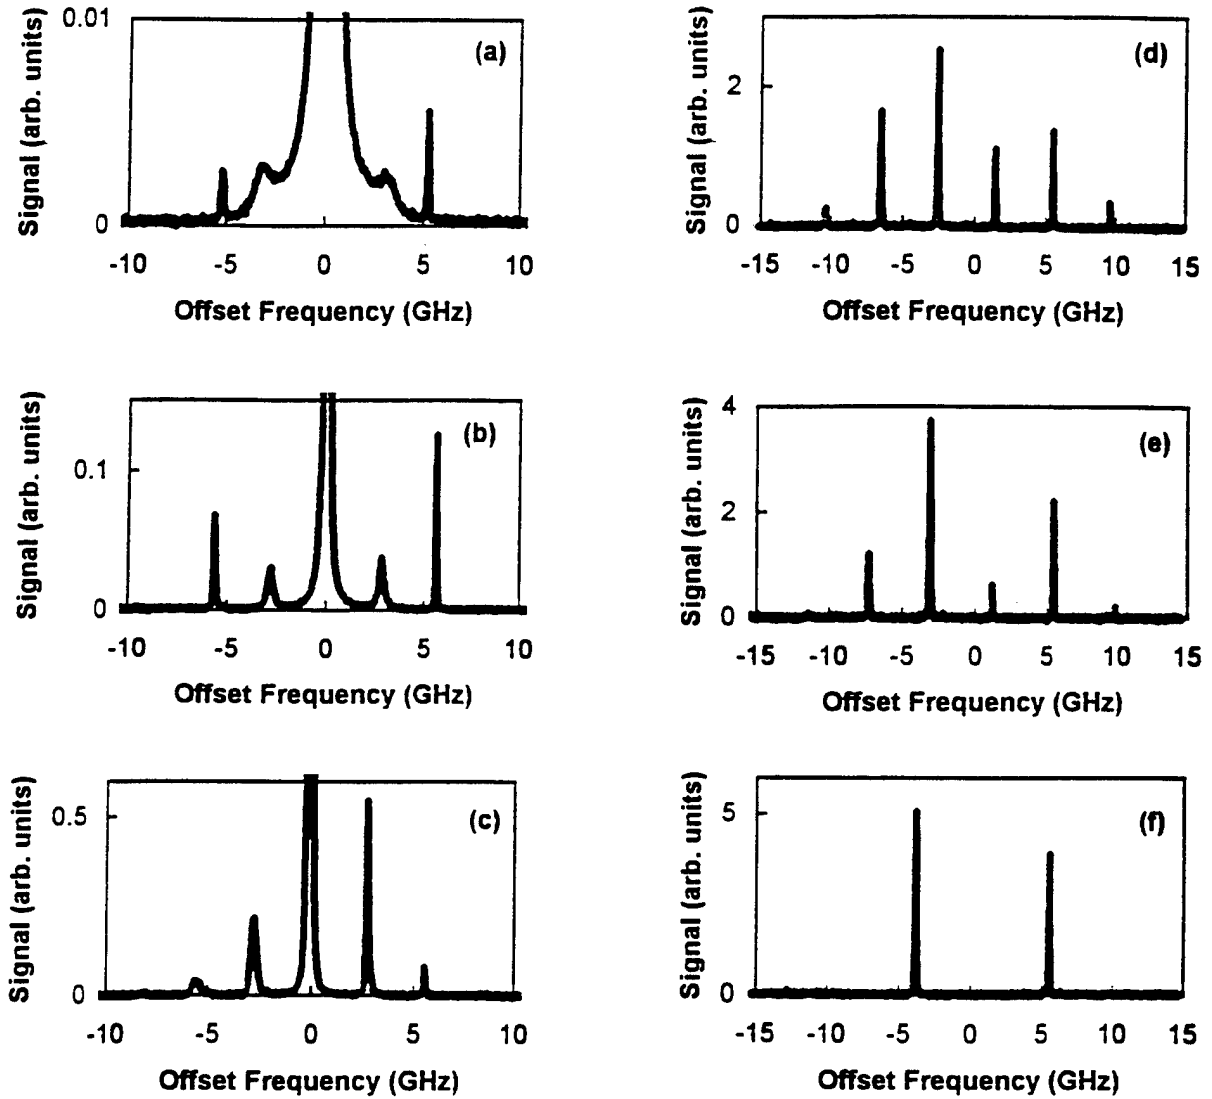 (a)
Signal (arb. units)
0.01
0
-10 -5 0 5 10
Offset Frequency (GHz)
(b)
Signal (arb. units)
0.1
0
-10 -5 0 5 10
Offset Frequency (GHz)
(c)
Signal (arb. units)
0.5
0
-10 -5 0 5 10
Offset Frequency (GHz)
(d)
Signal (arb. units)
2
0
-15 -10 -5 0 5 10 15
Offset Frequency (GHz)
(e)
Signal (arb. units)
4
2
0
-15 -10 -5 0 5 10 15
Offset Frequency (GHz)
(f)
Signal (arb. units)
5
0
-15 -10 -5 0 5 10 15
Offset Frequency (GHz)